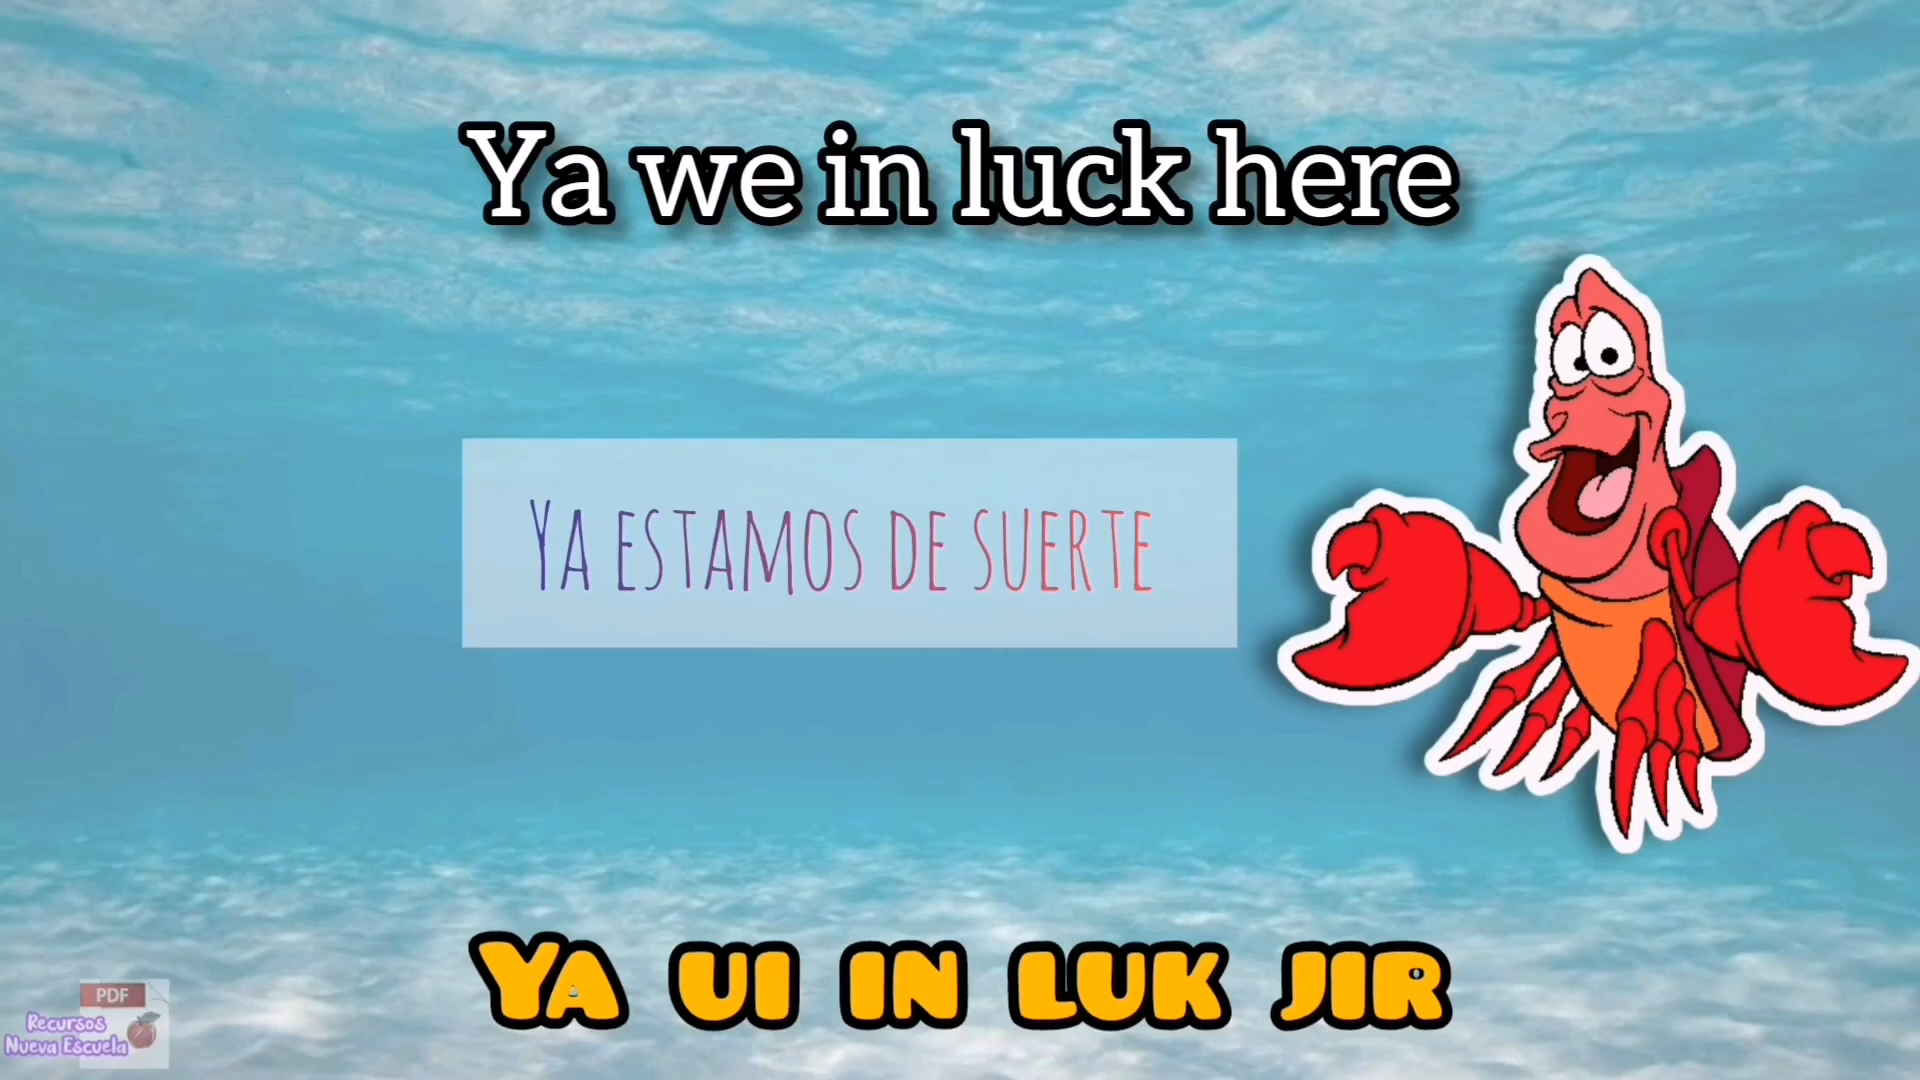 Ya we in luck here
Ya estamos de suerte
Ya ui in luk jir
PDF
Recursos
Nueva Escuela